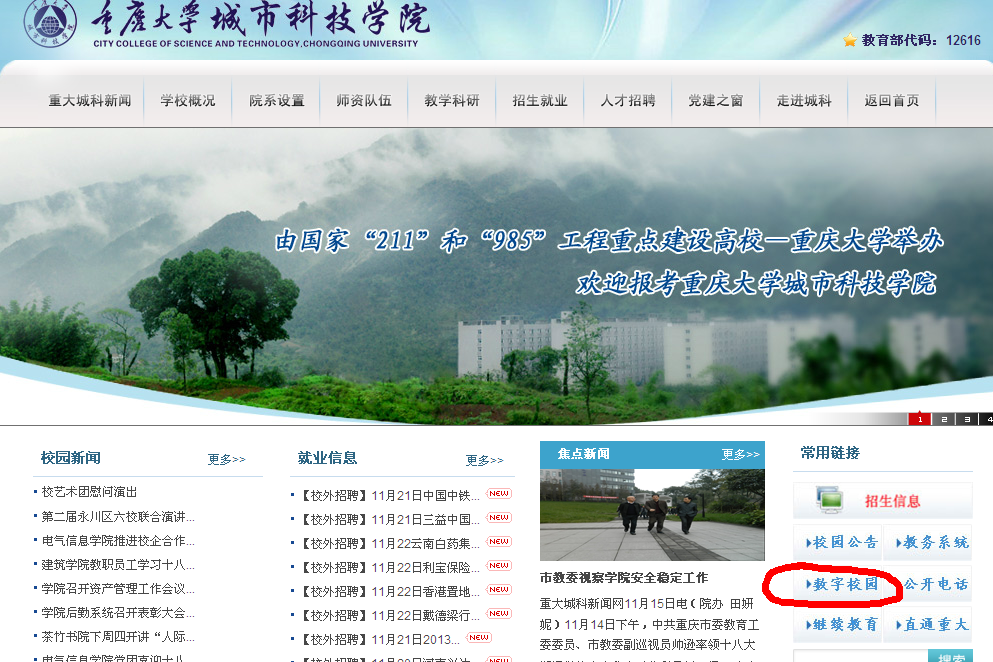 重庆大学城市科技学院
CITY COLLEGE OF SCIENCE AND TECHNOLOGY,CHONGQING UNIVERSITY
教育部代码：12616
重大城科新闻 学校概况 院系设置 师资队伍 教学科研 招生就业 人才招聘 党建之窗 走进城科 返回首页
由国家“211”和“985”工程重点建设高校—重庆大学举办
欢迎报考重庆大学城市科技学院
1 2 3 4
校园新闻 更多>>
校艺术团慰问演出
第二届永川区六校联合演讲...
电气信息学院推进校企合作...
建筑学院教职员工学习十八...
学院召开资产管理工作会议...
学院后勤系统召开表彰大会...
茶竹书院下周四开讲“人际...
电气信息学院党团喜迎十八
就业信息 更多>>
【校外招聘】11月21日中国中铁... NEW
【校外招聘】11月21日三益中国... NEW
【校外招聘】11月22云南白药集... NEW
【校外招聘】11月22日利宝保险... NEW
【校外招聘】11月22日香港置地... NEW
【校外招聘】11月22日戴德梁行... NEW
【校外招聘】11月21日2013... NEW
焦点新闻 更多>>
市教委视察学院安全稳定工作
重大城科新闻网11月15日电（院办 田妍
妮）11月14日下午，中共重庆市委教育工
委委员、市教委副巡视员帅逊率领十八大
常用链接
招生信息
校园公告 教务系统
数字校园 公开电话
继续教育 直通重大
搜索